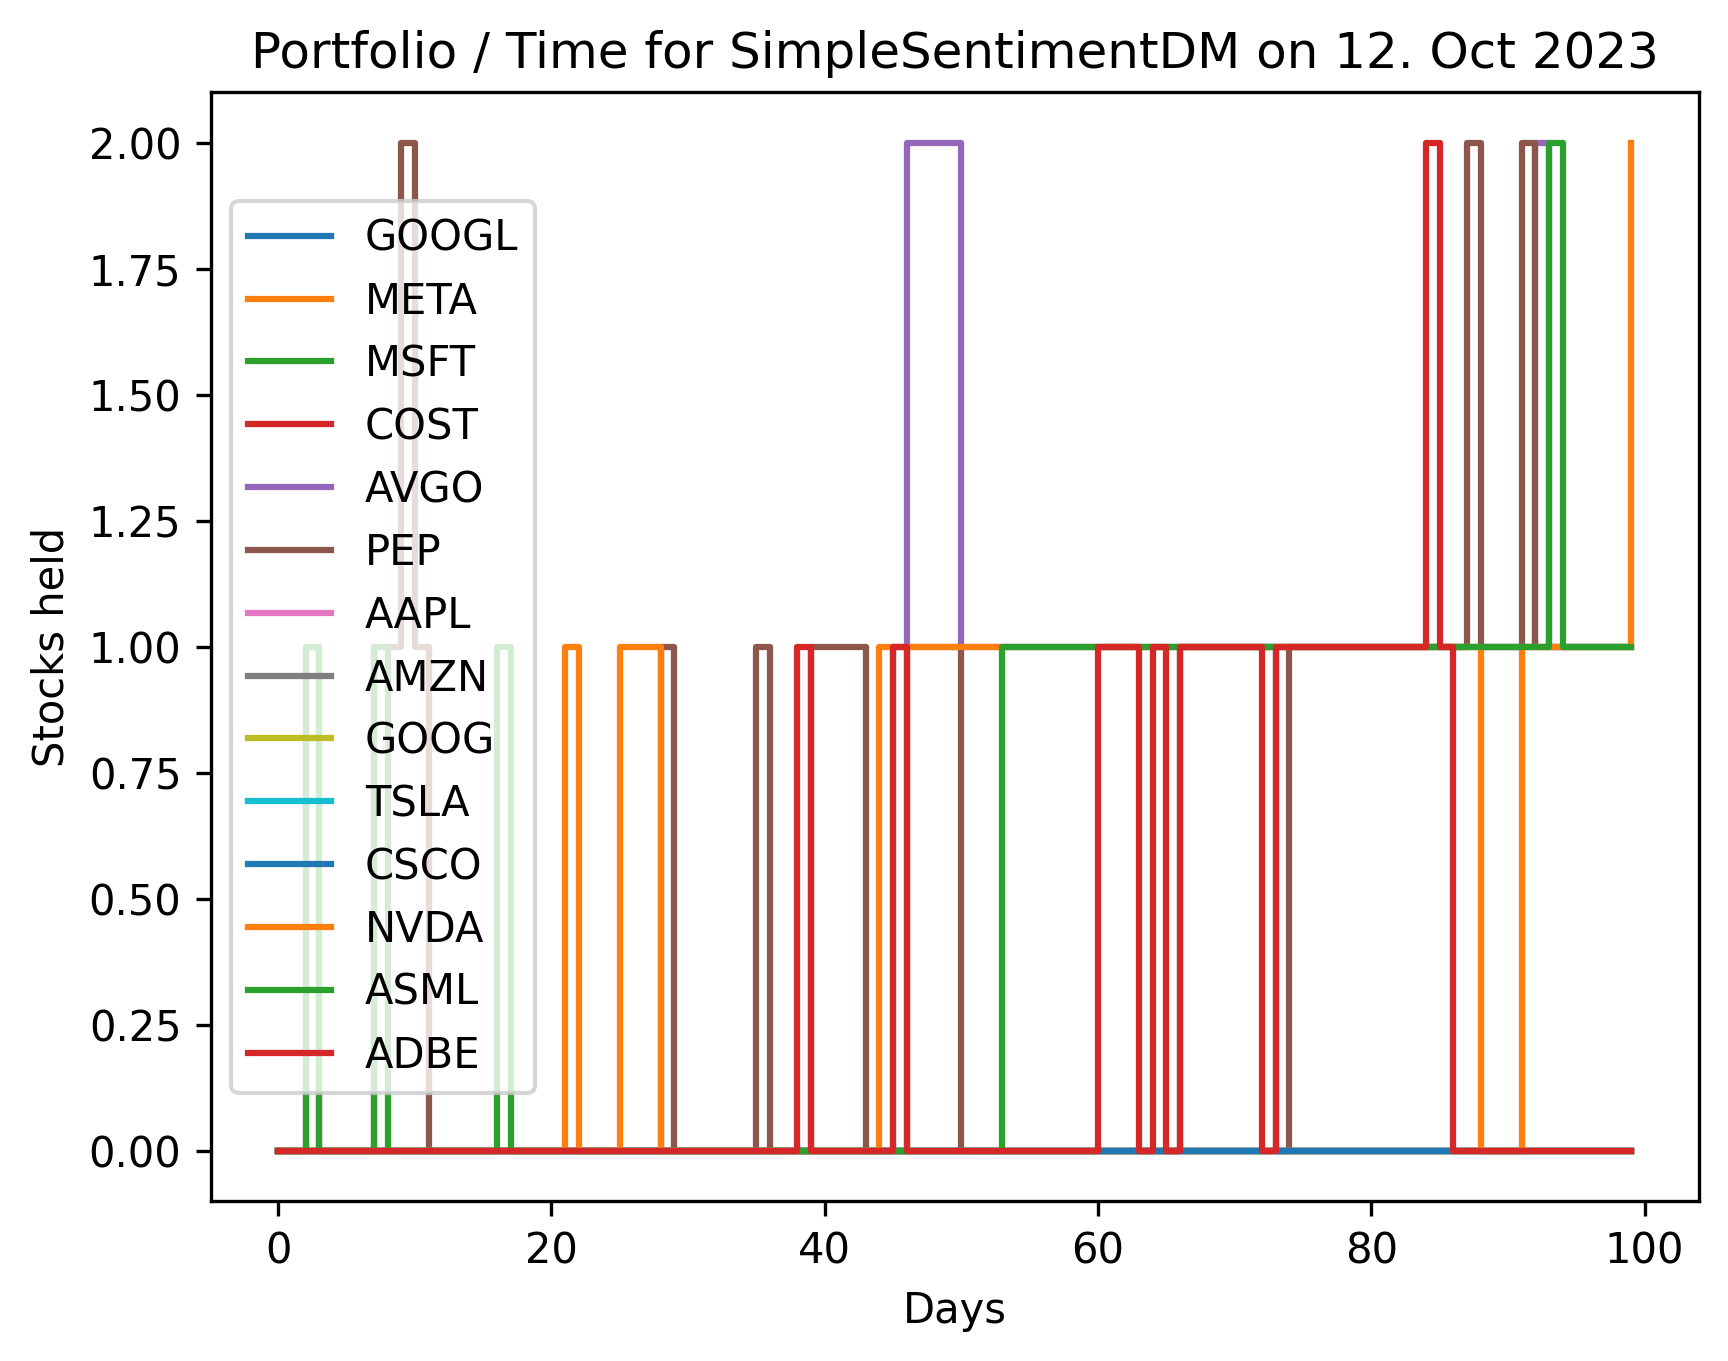 Portfolio / Time for SimpleSentimentDM on 12. Oct 2023
2.00
1.75
1.50
1.25
1.00
0.75
0.50
0.25
0.00
Stocks held
GOOGL
META
MSFT
COST
AVGO
PEP
AAPL
AMZN
GOOG
TSLA
CSCO
NVDA
ASML
ADBE
0 20 40 60 80 100
Days